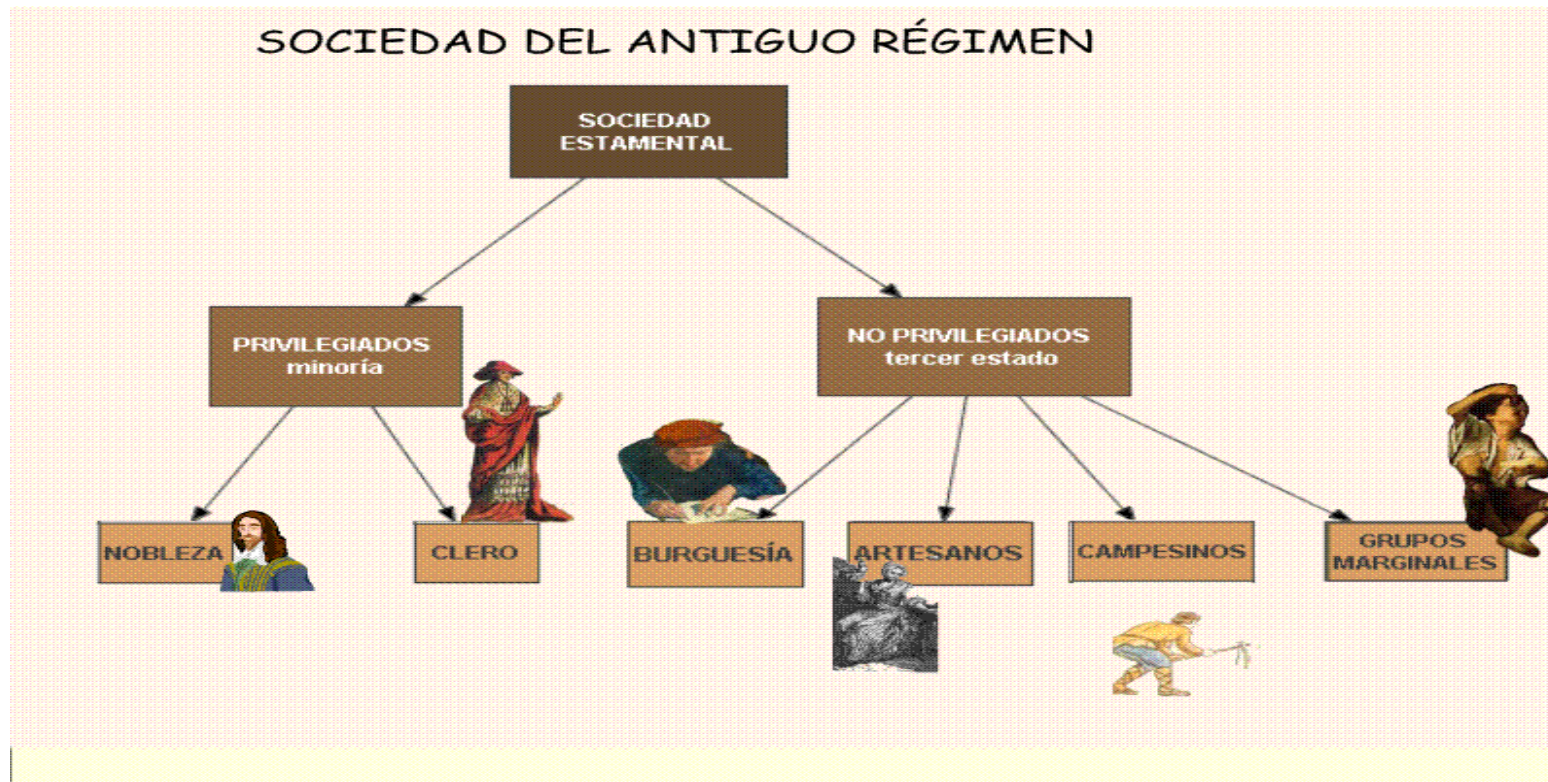 SOCIEDAD DEL ANTIGUO RÉGIMEN
SOCIEDAD
ESTAMENTAL
PRIVILEGIADOS
minoría
NO PRIVILEGIADOS
tercer estado
NOBLEZA
CLERO
BURGUESÍA
ARTESANOS
CAMPESINOS
GRUPOS
MARGINALES